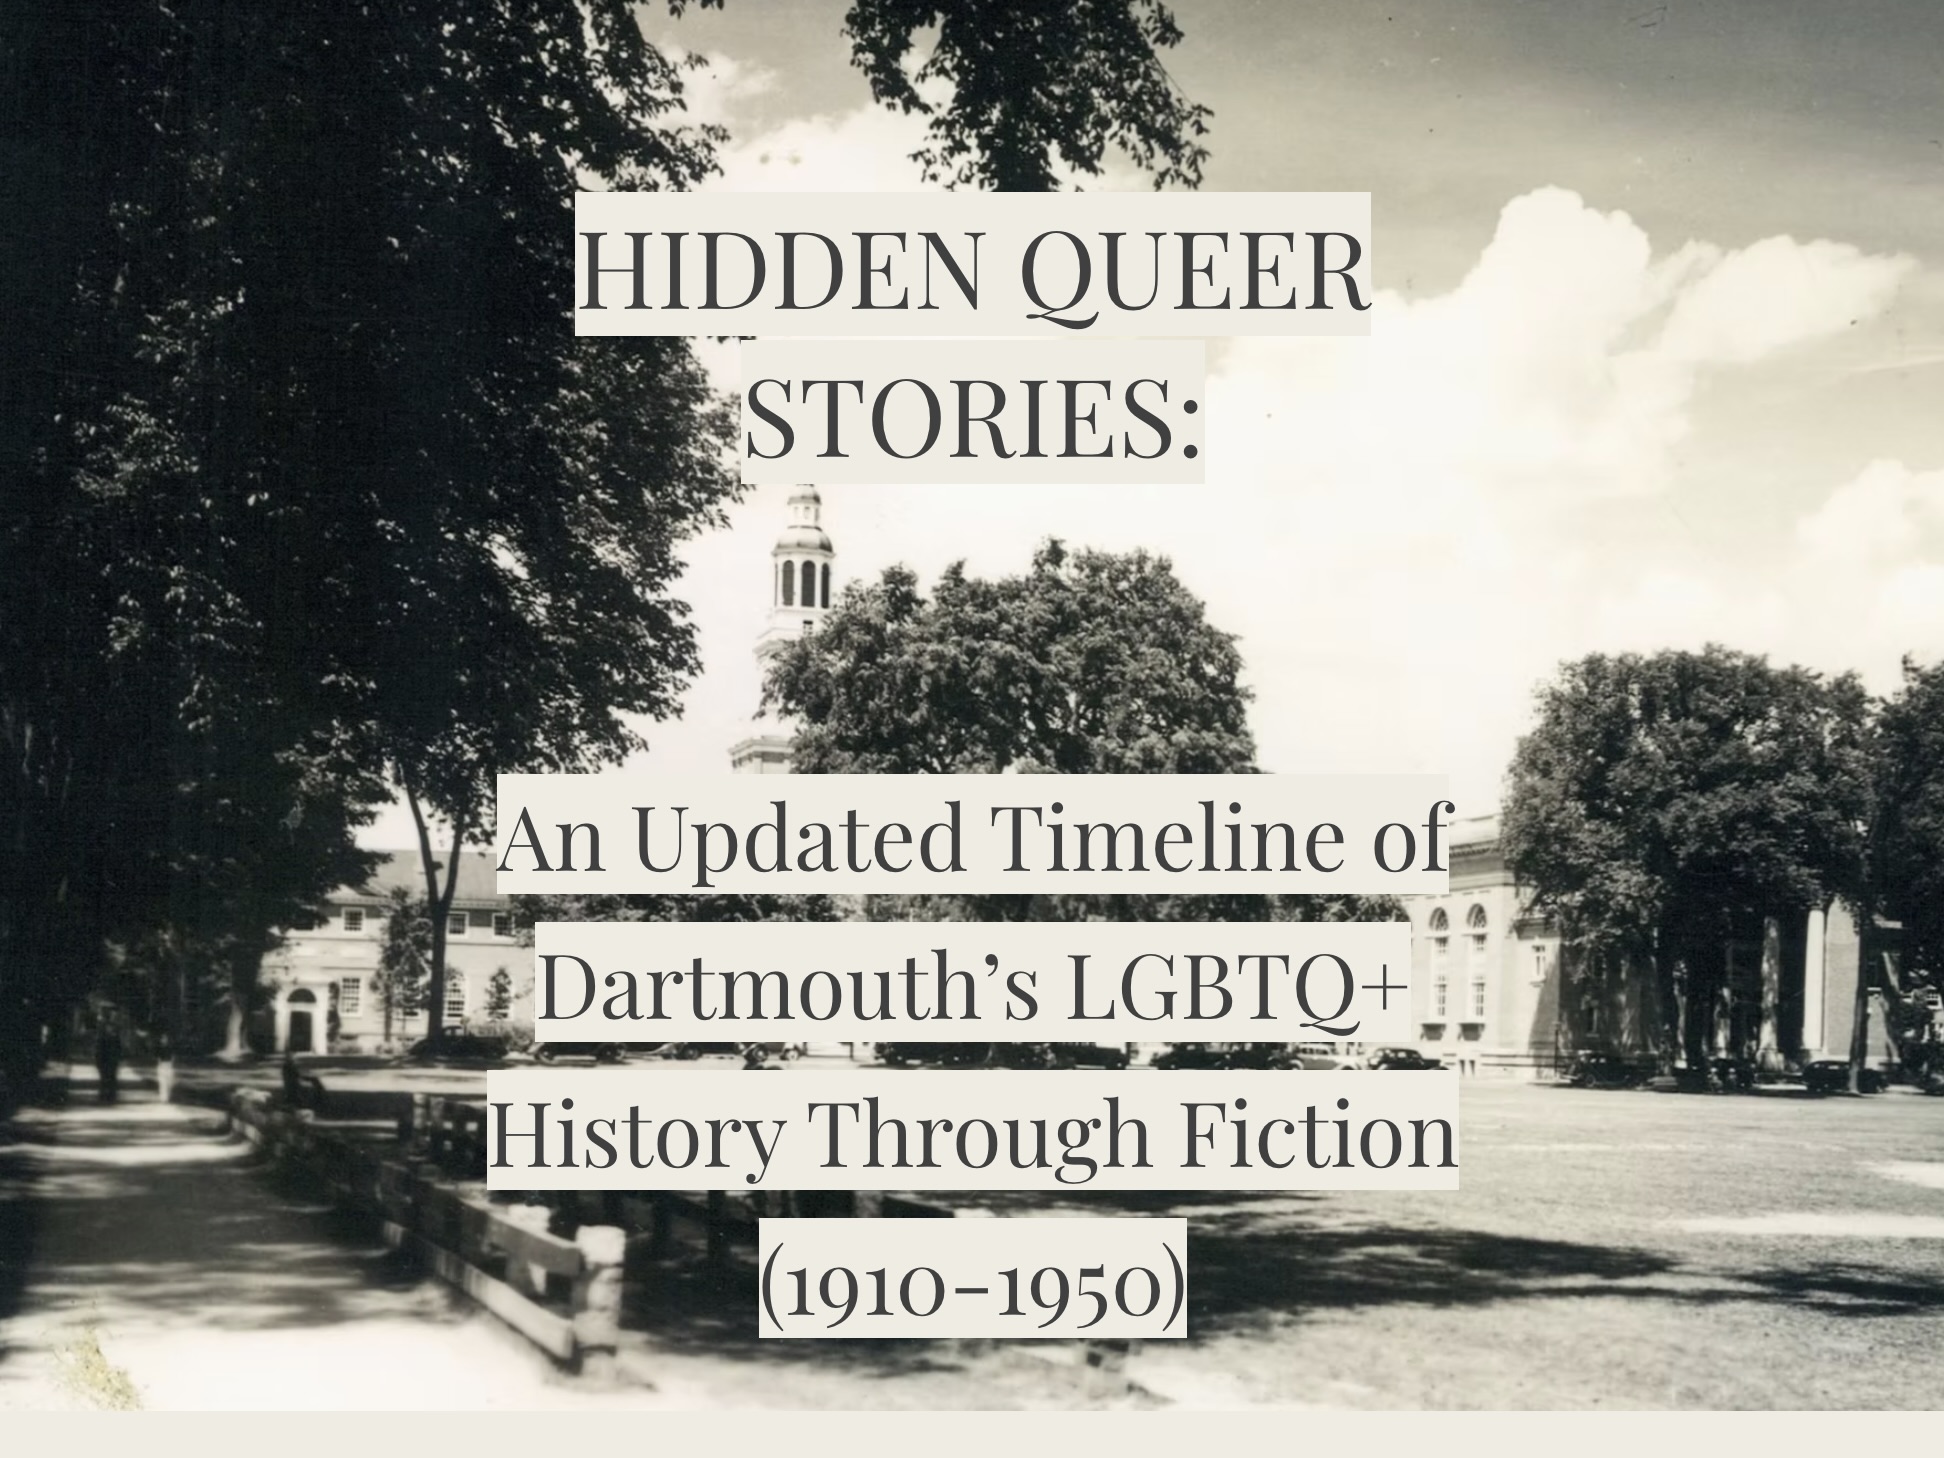 HIDDEN QUEER
STORIES:
An Updated Timeline of
Dartmouth’s LGBTQ+
History Through Fiction
(1910-1950)